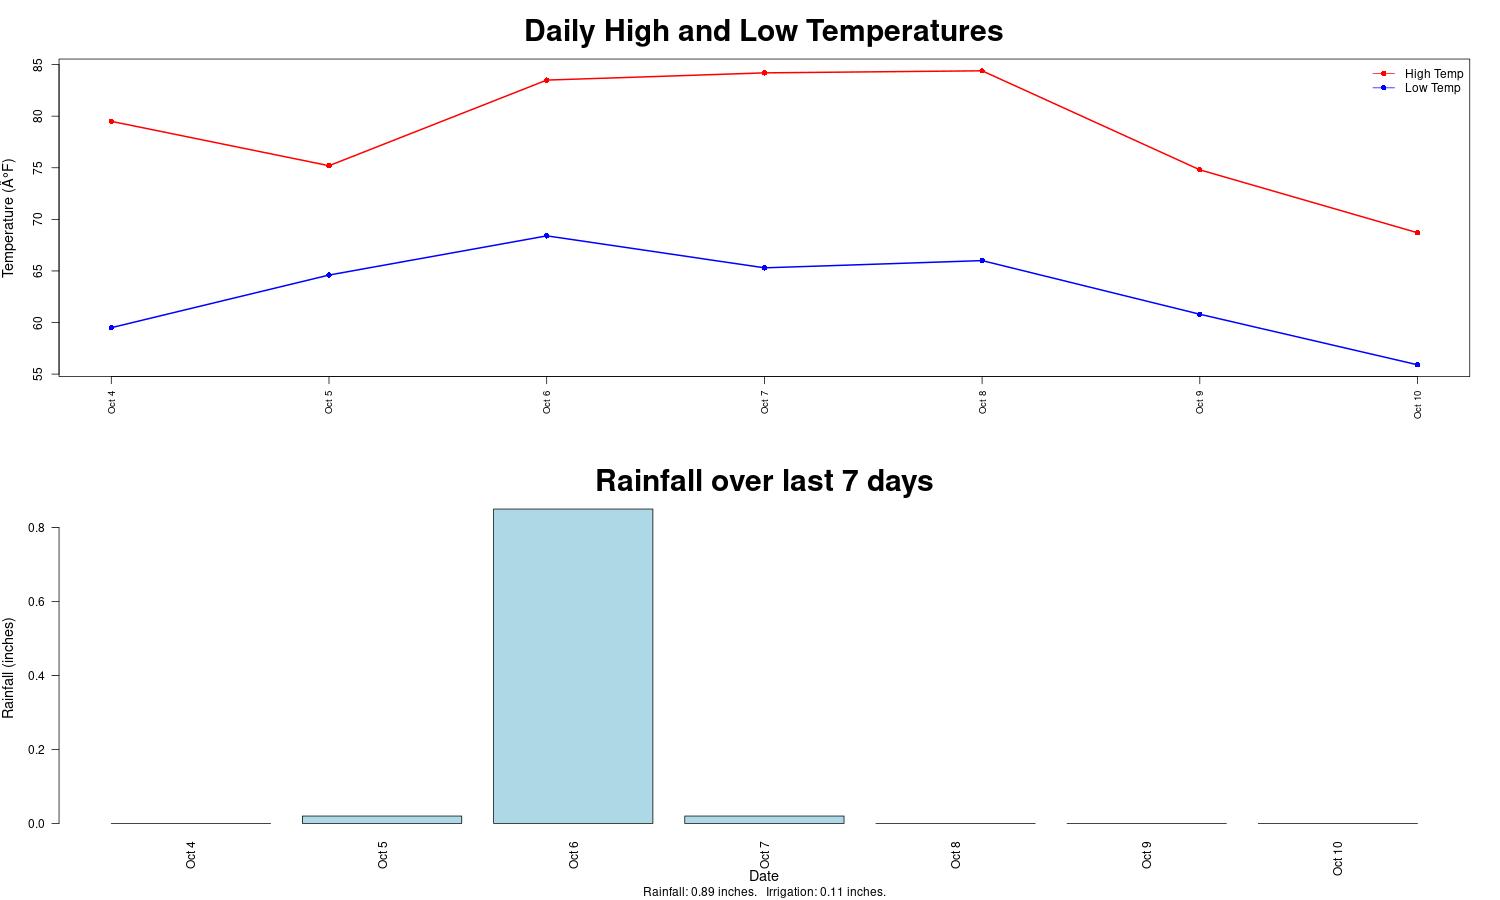 Daily High and Low Temperatures
Temperature (Â°F)
85
80
75
70
65
60
55
High Temp
Low Temp
Oct 4
Oct 5
Oct 6
Oct 7
Oct 8
Oct 9
Oct 10
Rainfall over last 7 days
Rainfall (inches)
0.8
0.6
0.4
0.2
0.0
Oct 4
Oct 5
Oct 6
Oct 7
Oct 8
Oct 9
Oct 10
Date
Rainfall: 0.89 inches. Irrigation: 0.11 inches.